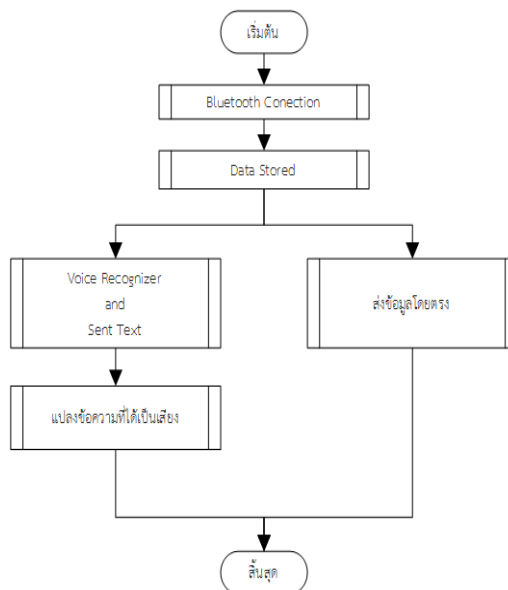 เริ่มต้น
Bluetooth Conection
Data Stored
Voice Recognizer
and
Sent Text
ส่งข้อมูลโดยตรง
แปลงข้อความที่ได้เป็นเสียง
สิ้นสุด